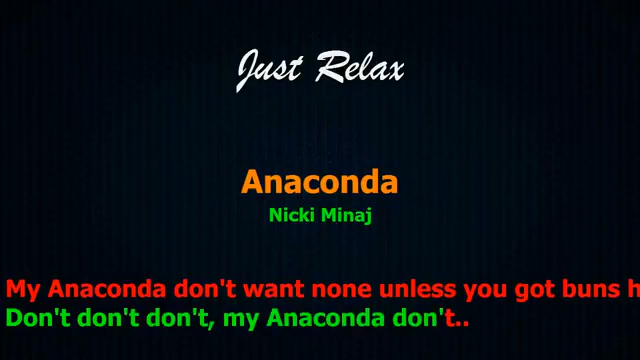 Just Relax
Anaconda
Nicki Minaj
My Anaconda don't want none unless you got buns h
Don't don't don't, my Anaconda don't..